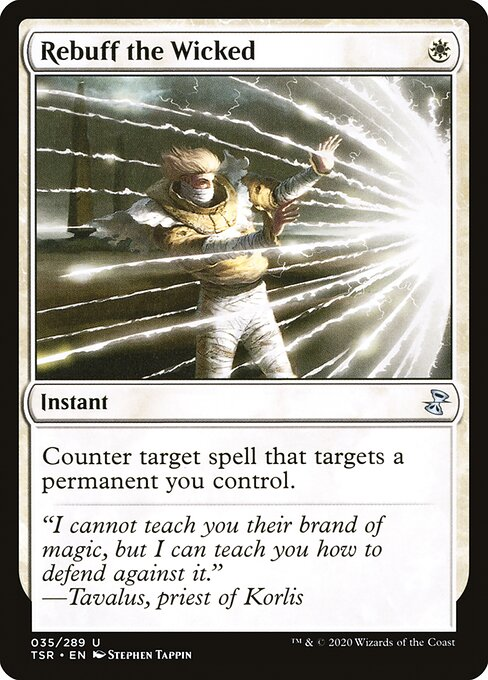 Rebuff the Wicked
Instant
Counter target spell that targets a
permanent you control.
“I cannot teach you their brand of
magic, but I can teach you how to
defend against it.”
—Tavalus, priest of Korlis
035/289 U
TSR • EN Stephen Tappin
™ & © 2020 Wizards of the Coast